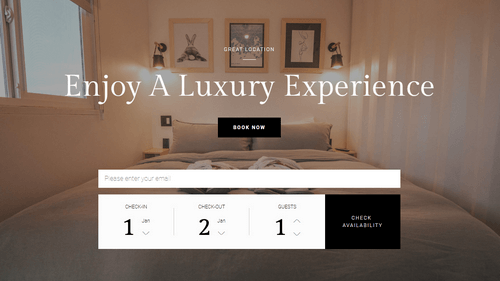 GREAT LOCATION
Enjoy A Luxury Experience
BOOK NOW
Please enter your email
CHECK-IN
1 Jan
CHECK-OUT
2 Jan
GUESTS
1
CHECK
AVAILABILITY